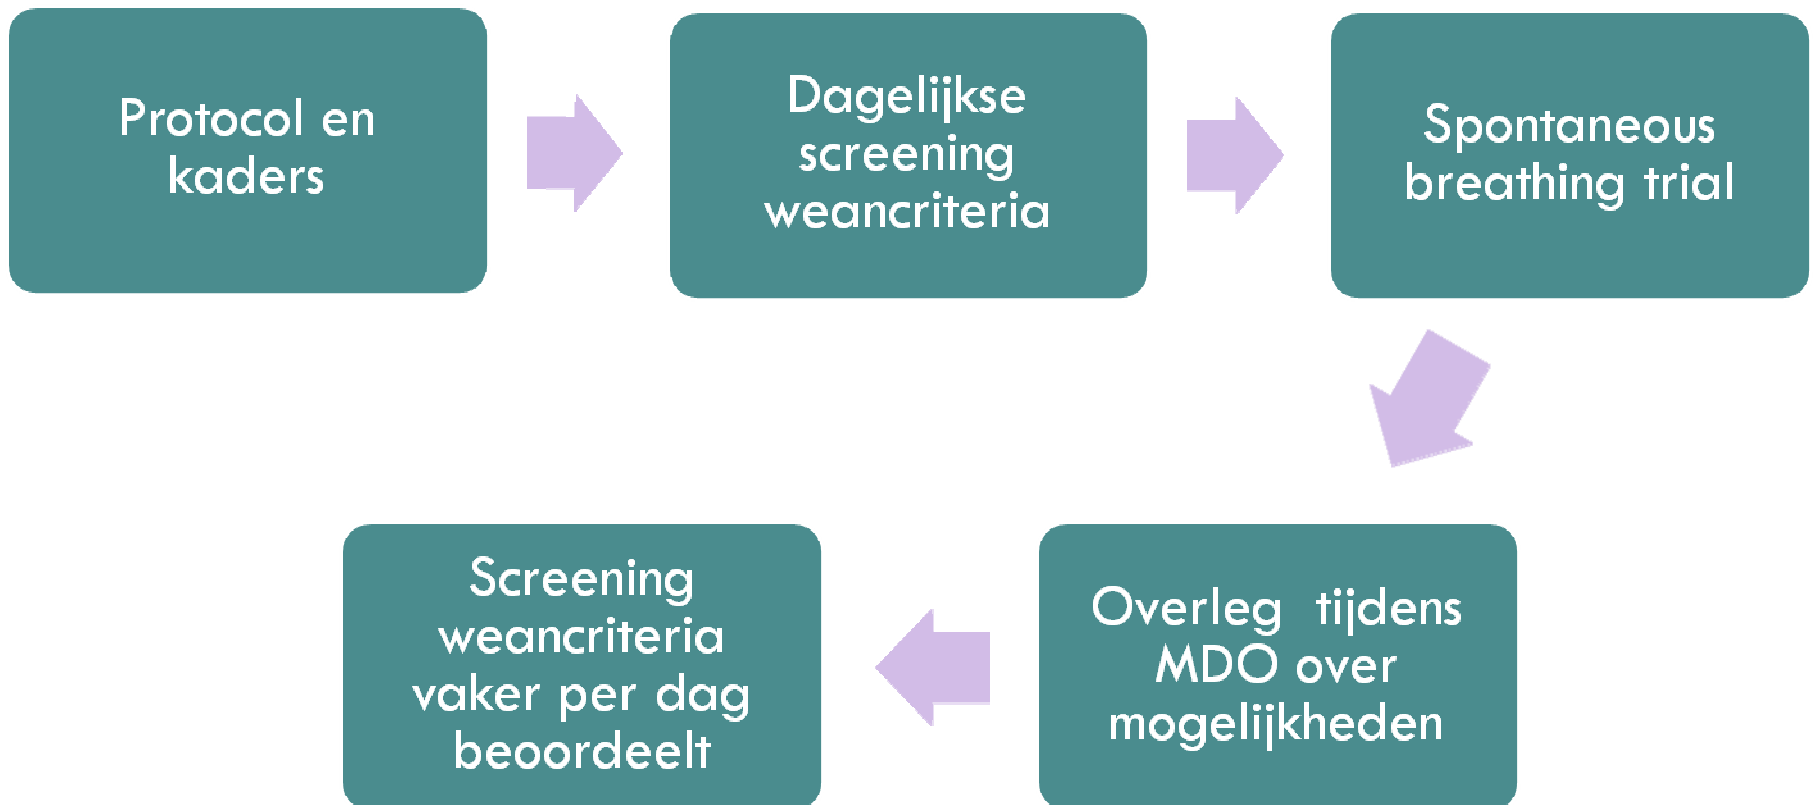 Protocol en
kaders
Dagelijkse
screening
weancriteria
Spontaneous
breathing trial
Overleg tijdens
MDO over
mogelijkheden
Screening
weancriteria
vaker per dag
beoordeelt